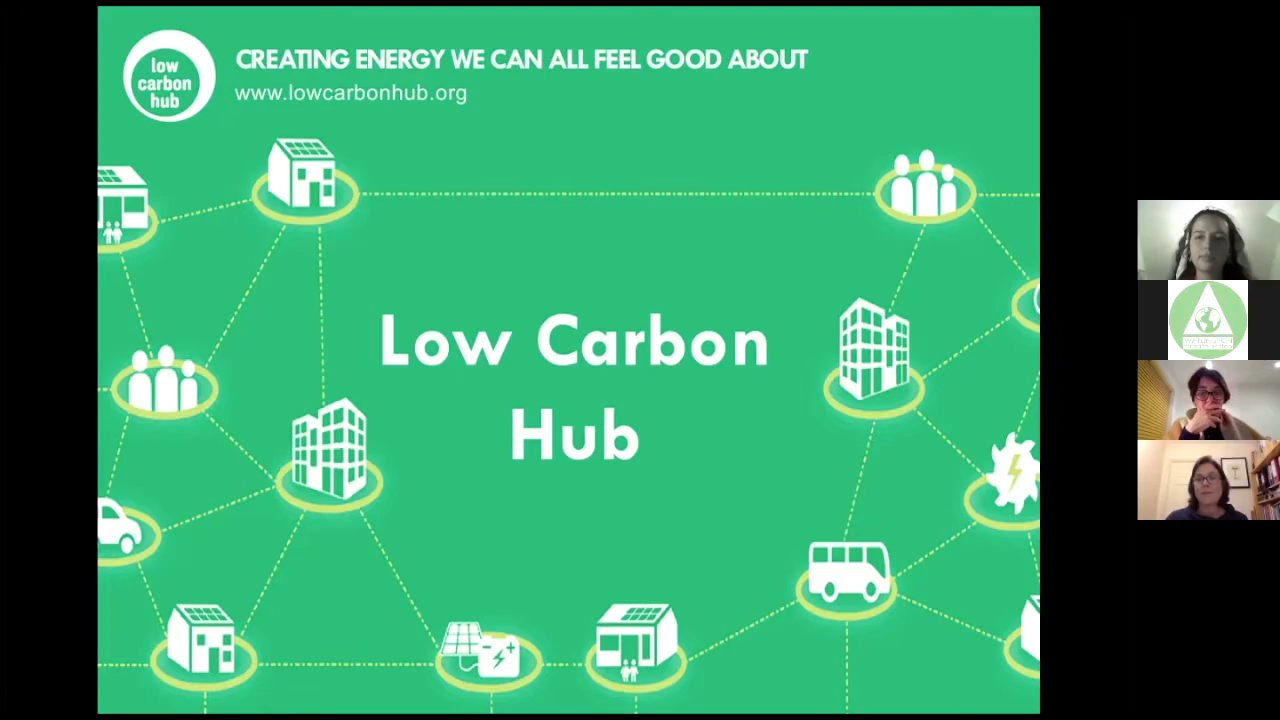 low
carbon
hub
CREATING ENERGY WE CAN ALL FEEL GOOD ABOUT
www.lowcarbonhub.org
Low Carbon
Hub